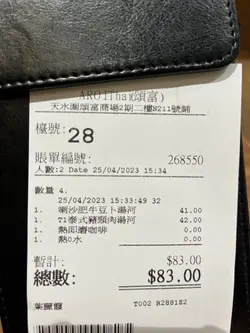 AROIThai(頌富)
天水圍頌富商場2期二樓S211號舖
檯號: 28
賬單編號: 268550
人數:2 Date 25/04/2023 15:34
數量 4.
25/04/2023 15:33:49 32
1. 喇沙肥牛豆卜湯河 41.00
1. T1泰式豬頸肉湯河 42.00
1. 熱即磨咖啡 0.00
1. 熱0水 0.00
暫計: $83.00
總數: $83.00
T002 R288182